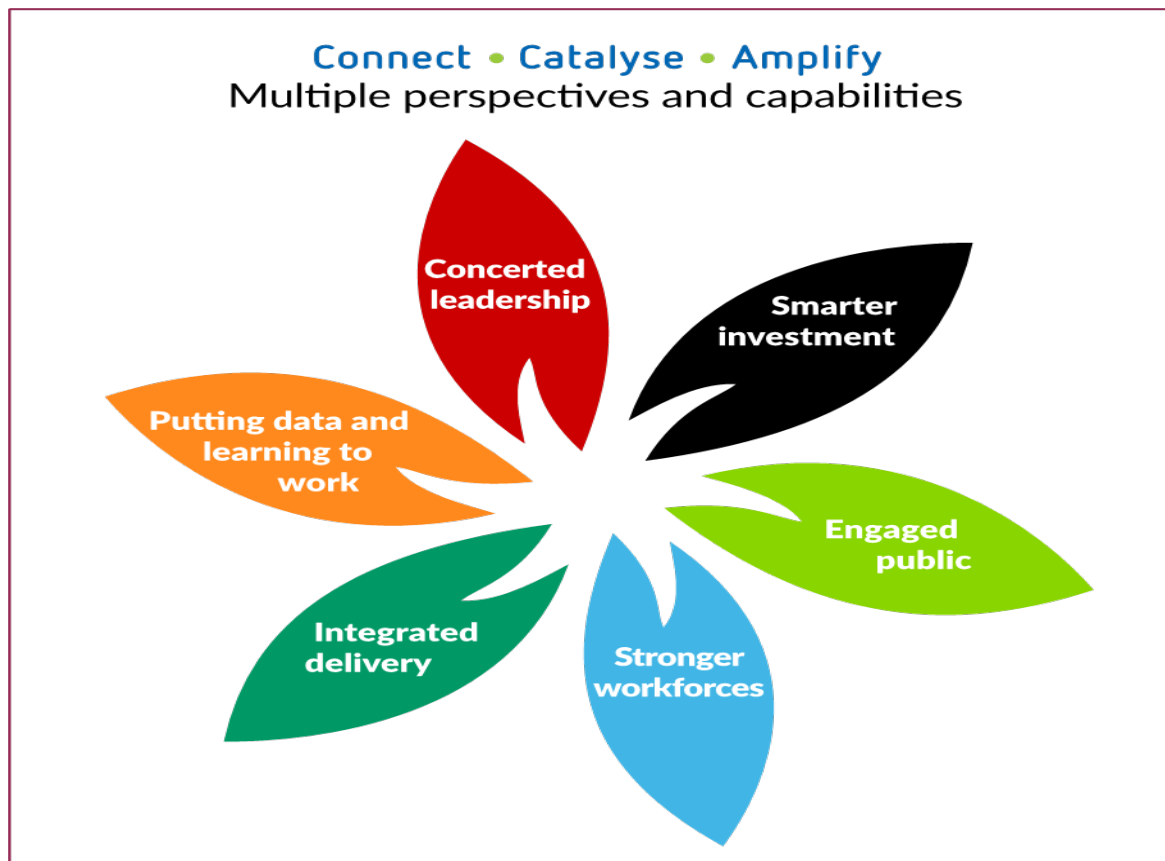 Connect • Catalyse • Amplify
Multiple perspectives and capabilities
Concerted
leadership
Smarter
investment
Putting data and
learning to
work
Engaged
public
Integrated
delivery
Stronger
workforces